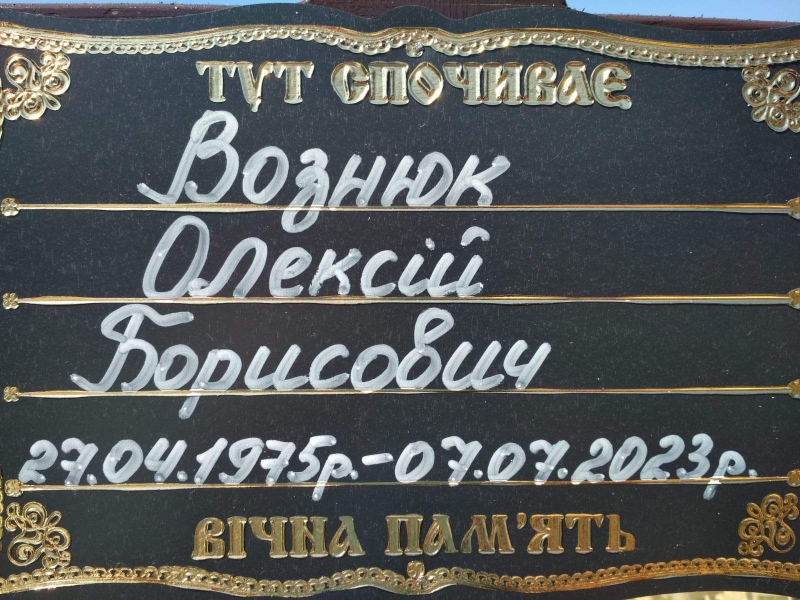 ТУТ СПОЧИВАЄ
Вознюк
Олексій
Борисович
27.04.1975р.-07.07.2023р.
ВІЧНА ПАМ'ЯТЬ